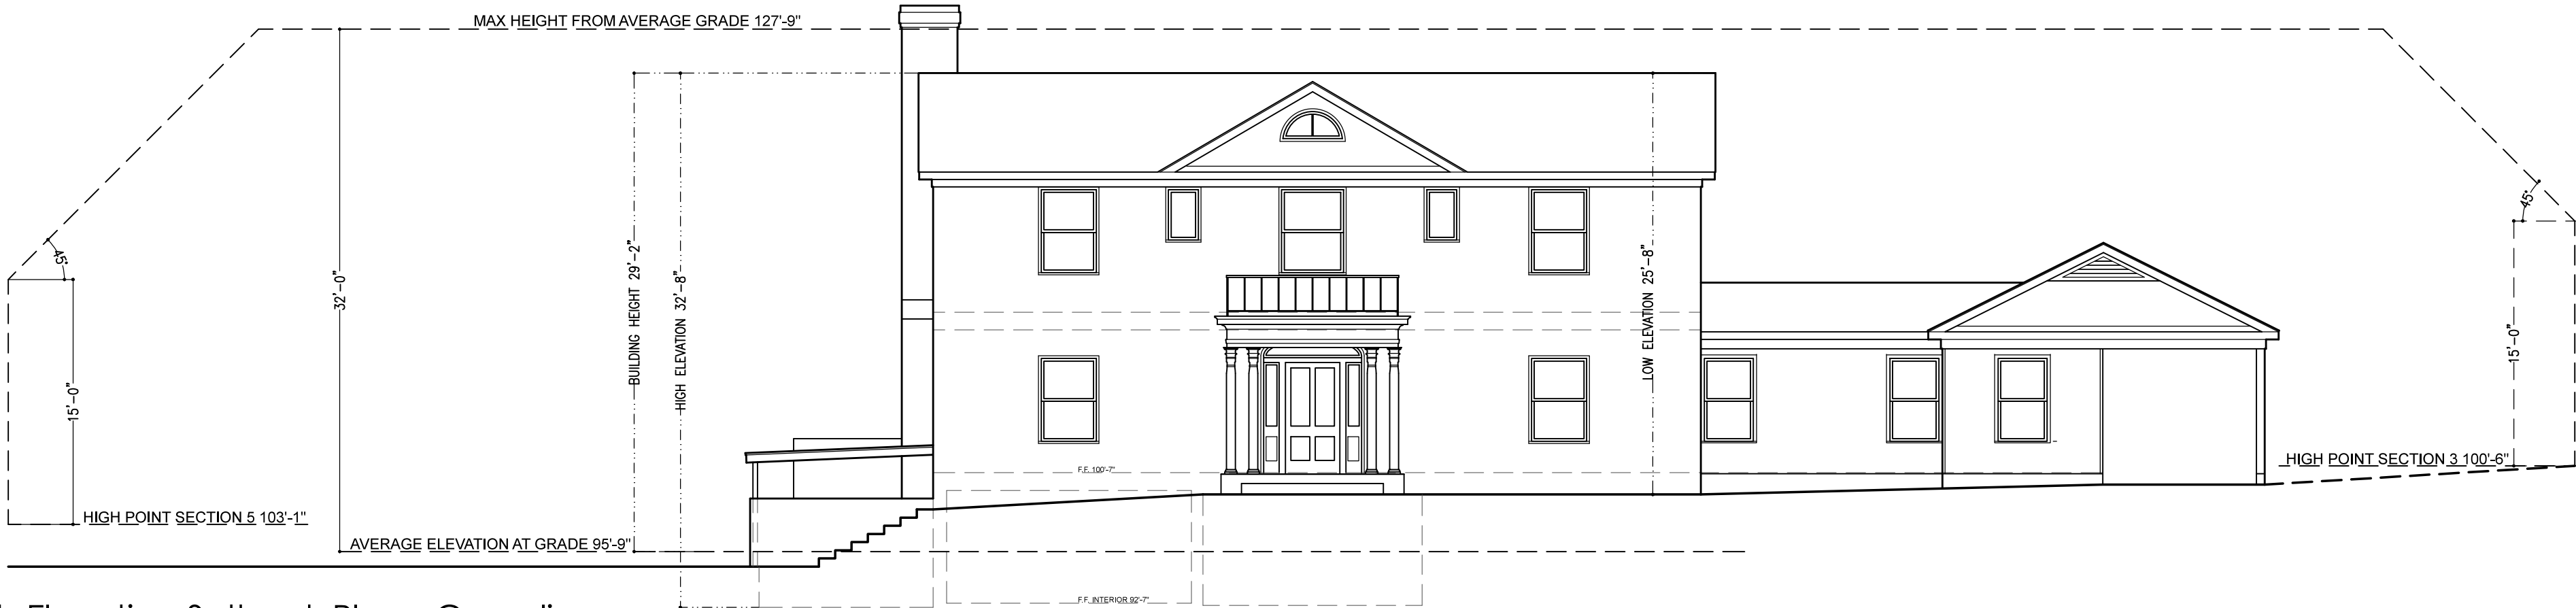 MAX HEIGHT FROM AVERAGE GRADE 127'-9"
45°
45°
32'-0"
BUILDING HEIGHT 29'-2"
HIGH ELEVATION 32'-8"
LOW ELEVATION 25'-8"
15'-0"
15'-0"
F.F. 100'-7"
HIGH POINT SECTION 3 100'-6"
HIGH POINT SECTION 5 103'-1"
AVERAGE ELEVATION AT GRADE 95'-9"
F.F. INTERIOR 92'-7"